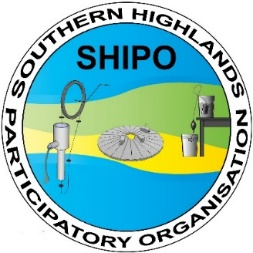 SOUTHERN HIGHLANDS
SHIPO
PARTICIPATORY ORGANISATION